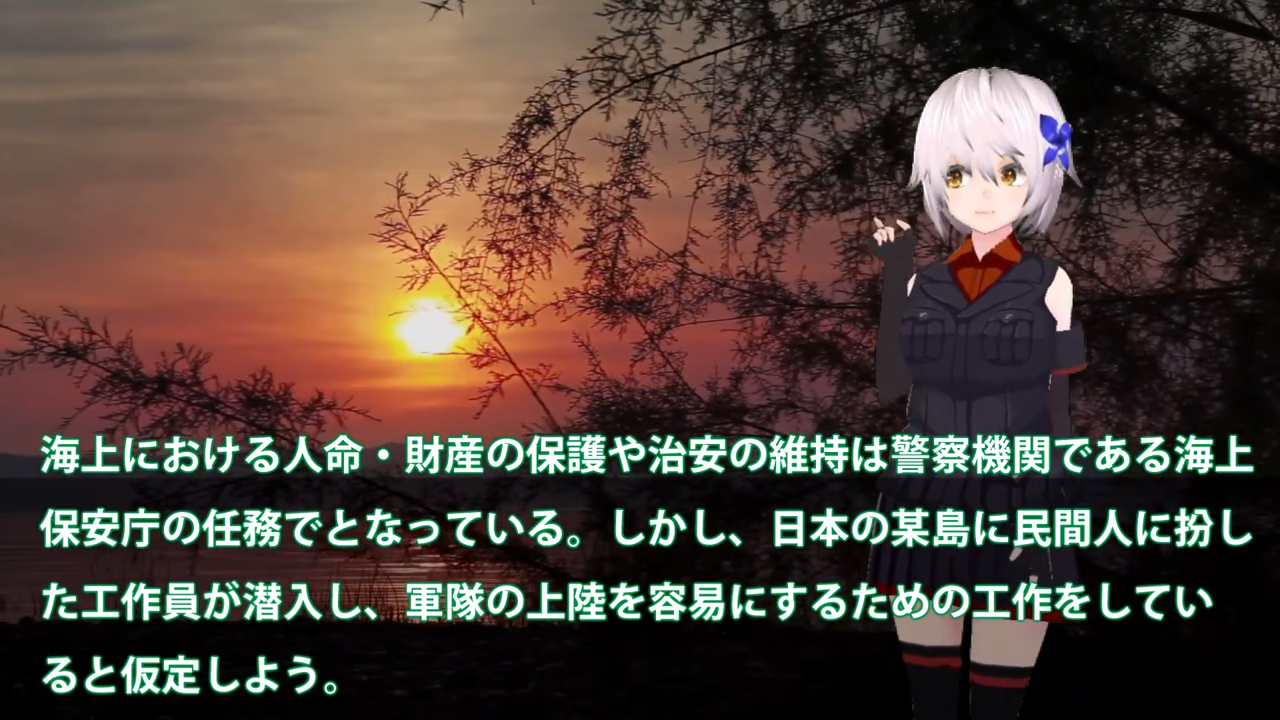 海上における人命・財産の保護や治安の維持は警察機関である海上
保安庁の任務でとなっている。しかし、日本の某島に民間人に扮し
た工作員が潜入し、軍隊の上陸を容易にするための工作をしてい
ると仮定しよう。